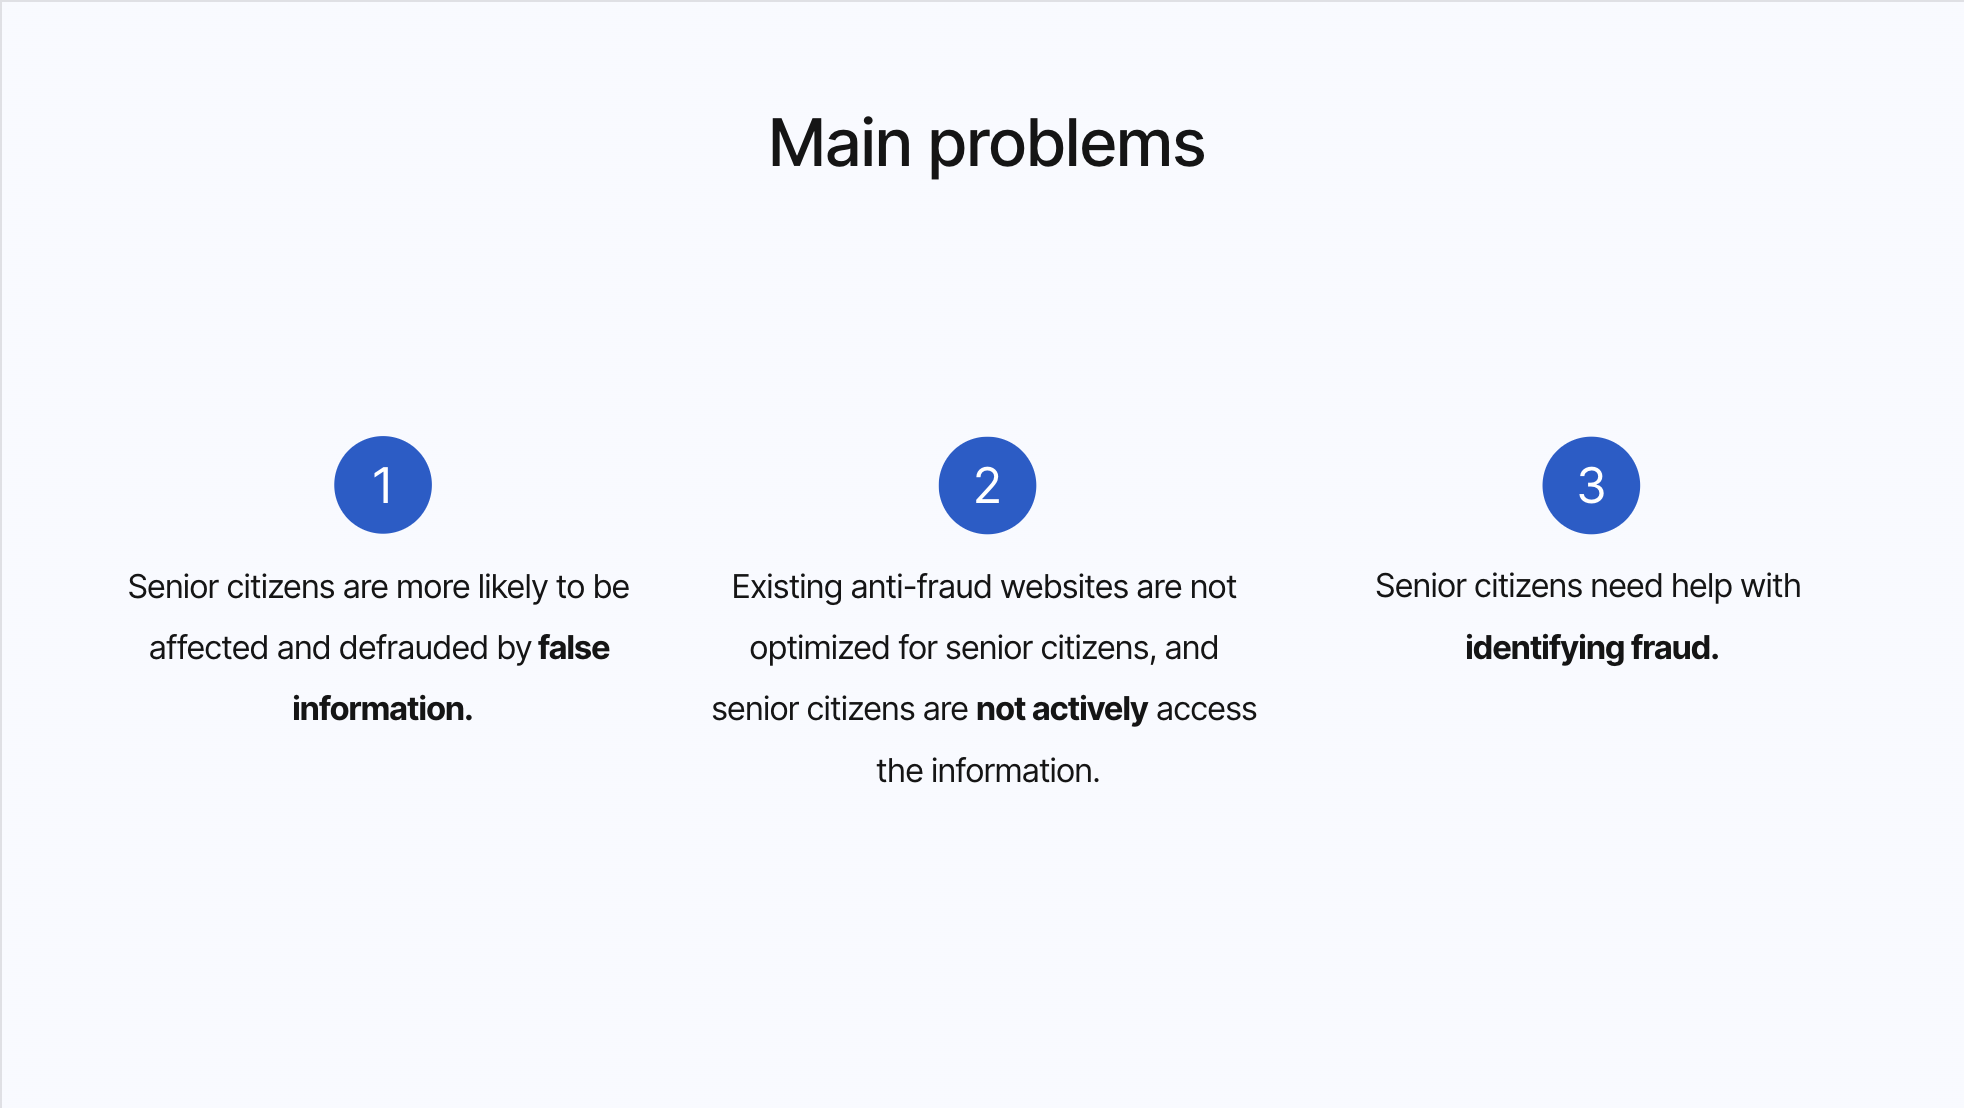 Main problems
1
Senior citizens are more likely to be
affected and defrauded by false
information.
2
Existing anti-fraud websites are not
optimized for senior citizens, and
senior citizens are not actively access
the information.
3
Senior citizens need help with
identifying fraud.